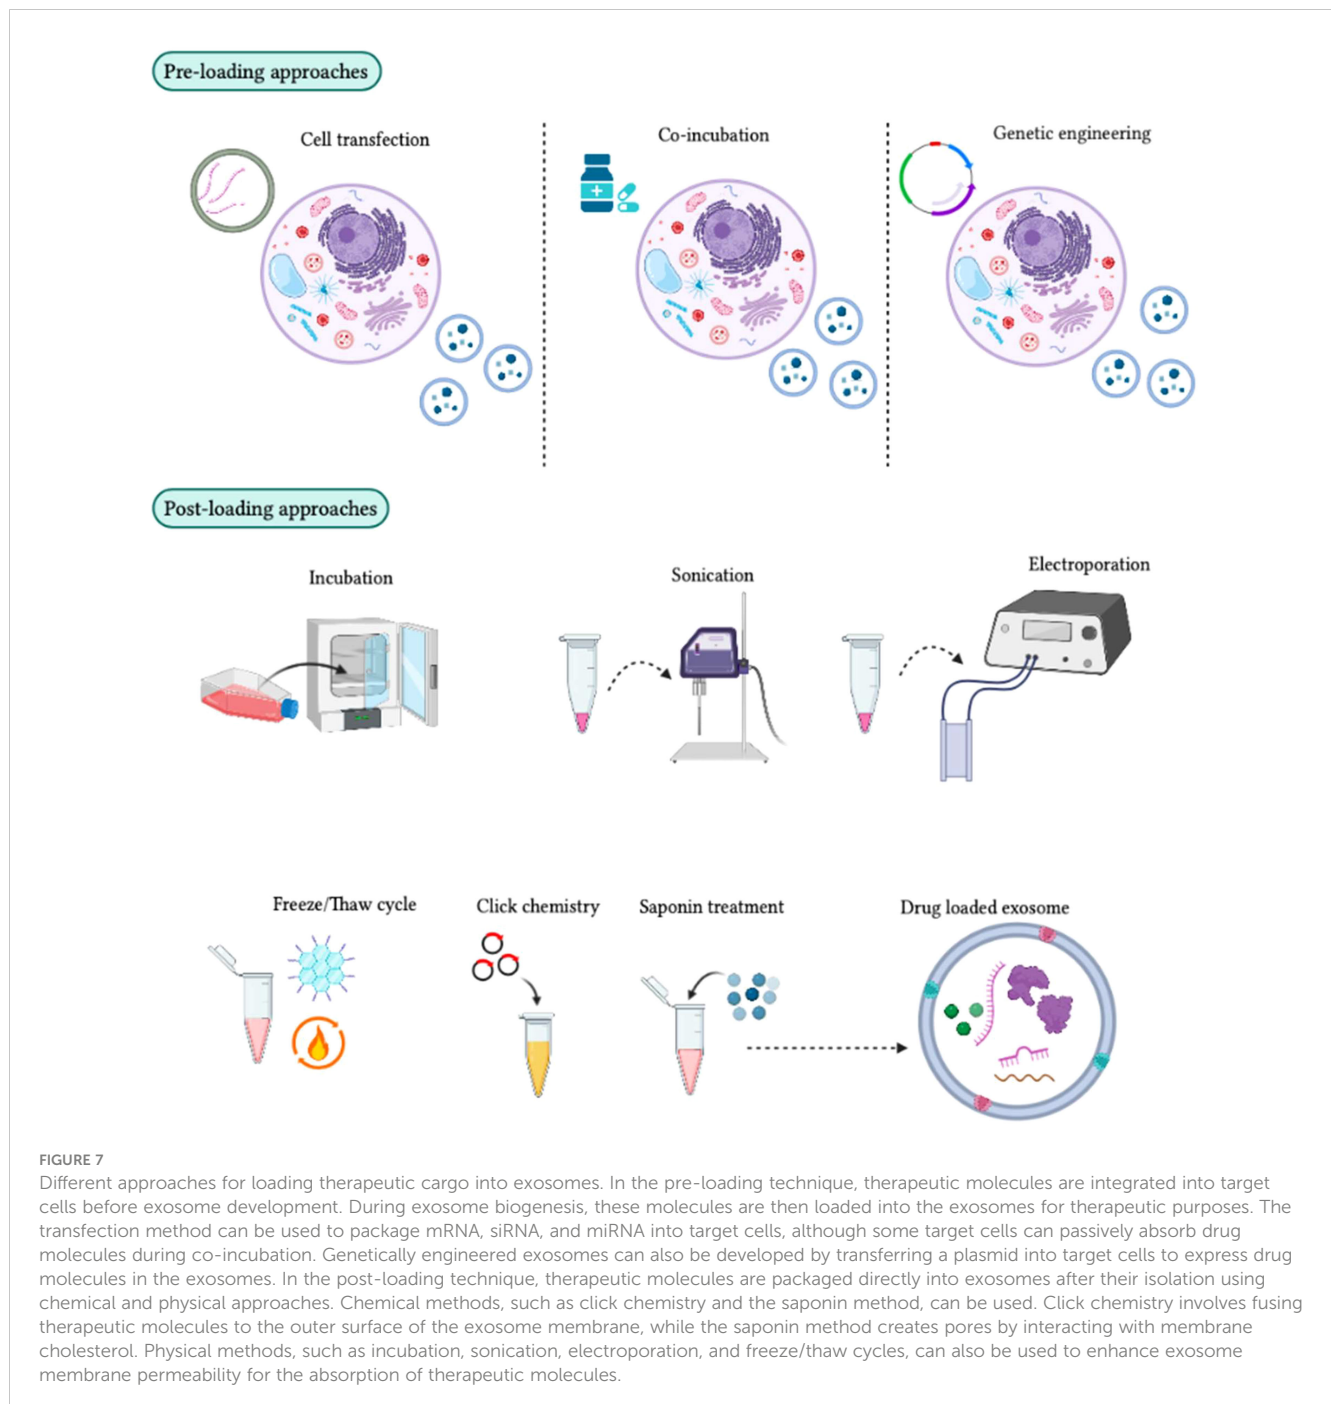 Pre-loading approaches
Cell transfection
Co-incubation
Genetic engineering
Post-loading approaches
Incubation
Sonication
Electroporation
Freeze/Thaw cycle
Click chemistry
Saponin treatment
Drug loaded exosome
FIGURE 7
Different approaches for loading therapeutic cargo into exosomes. In the pre-loading technique, therapeutic molecules are integrated into target
cells before exosome development. During exosome biogenesis, these molecules are then loaded into the exosomes for therapeutic purposes. The
transfection method can be used to package mRNA, siRNA, and miRNA into target cells, although some target cells can passively absorb drug
molecules during co-incubation. Genetically engineered exosomes can also be developed by transferring a plasmid into target cells to express drug
molecules in the exosomes. In the post-loading technique, therapeutic molecules are packaged directly into exosomes after their isolation using
chemical and physical approaches. Chemical methods, such as click chemistry and the saponin method, can be used. Click chemistry involves fusing
therapeutic molecules to the outer surface of the exosome membrane, while the saponin method creates pores by interacting with membrane
cholesterol. Physical methods, such as incubation, sonication, electroporation, and freeze/thaw cycles, can also be used to enhance exosome
membrane permeability for the absorption of therapeutic molecules.